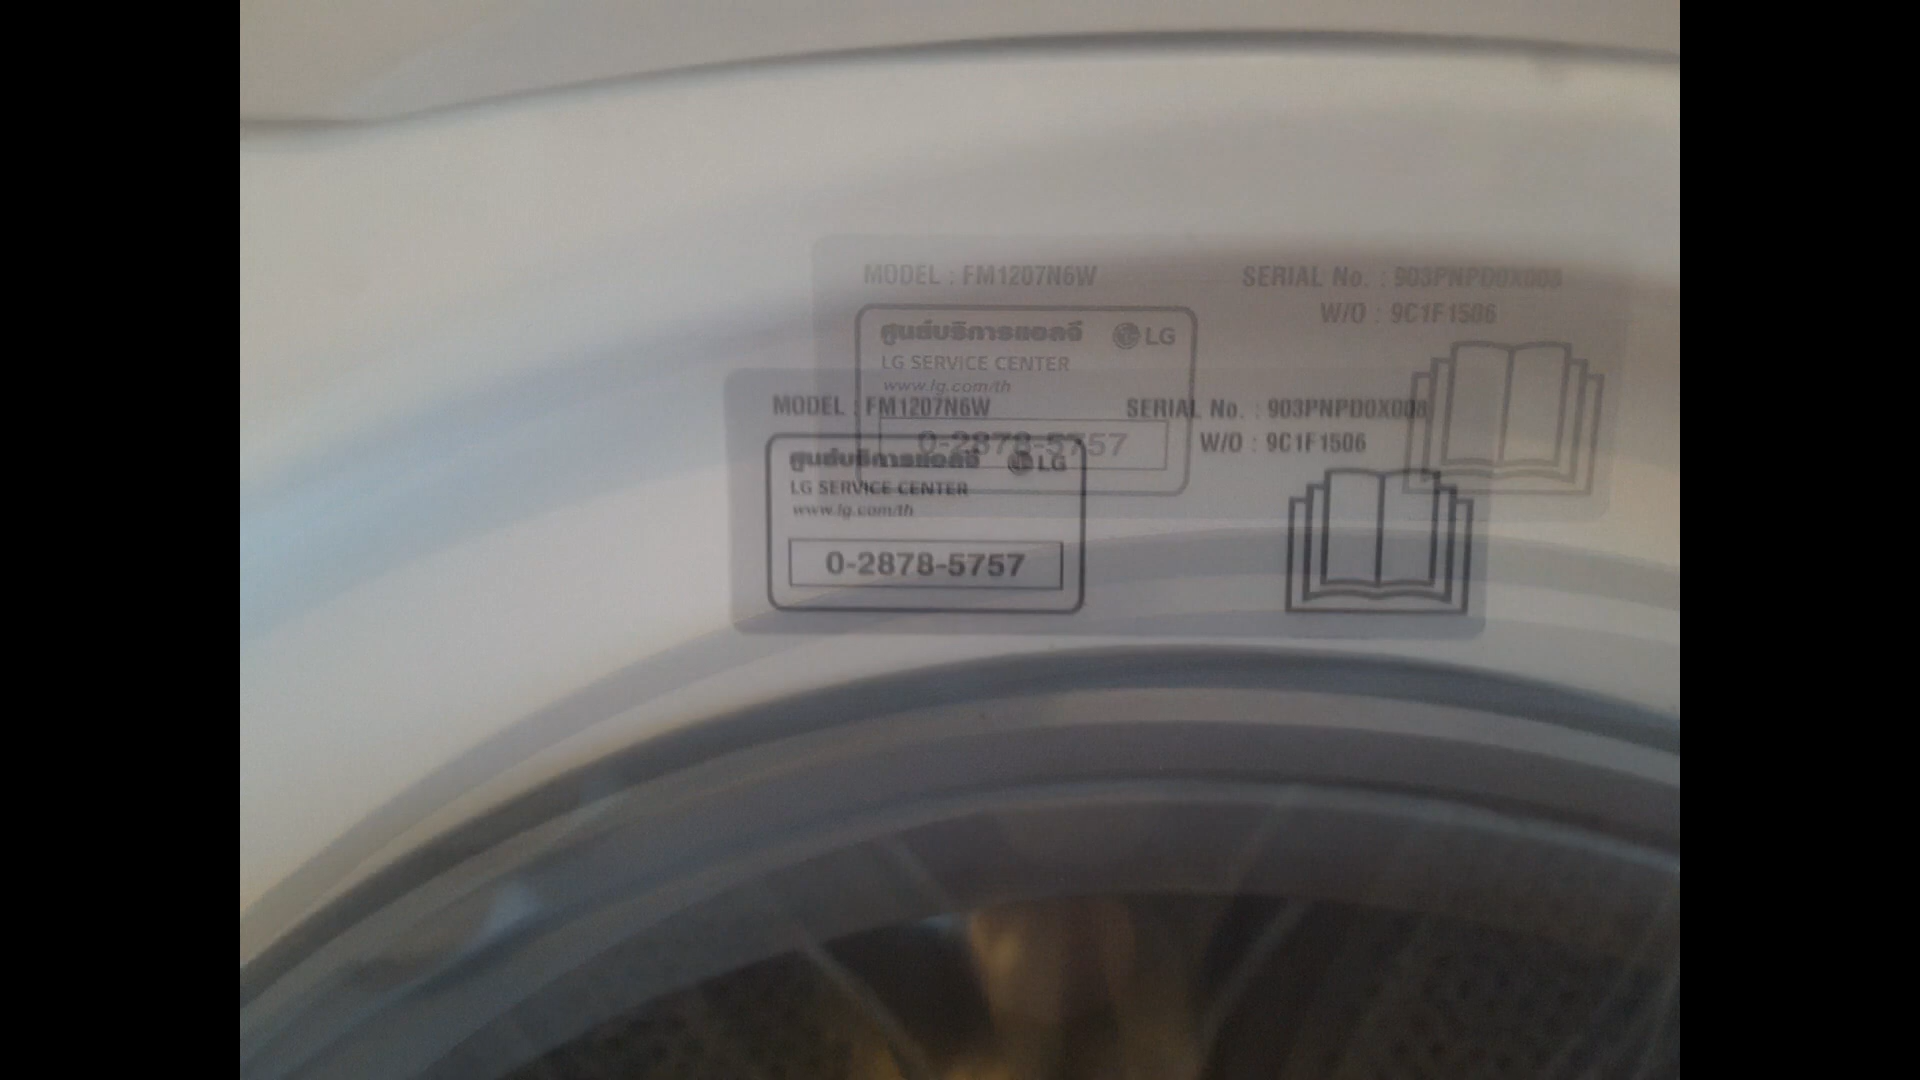 MODEL : FM1207N6W SERIAL No. : 903PNPD0X008
W/O : 9C1F1506
ศูนย์บริการแอลจี LG
LG SERVICE CENTER
www.lg.com/th
0-2878-5757
MODEL : FM1207N6W SERIAL No. : 903PNPD0X008
W/O : 9C1F1506
ศูนย์บริการแอลจี LG
LG SERVICE CENTER
www.lg.com/th
0-2878-5757